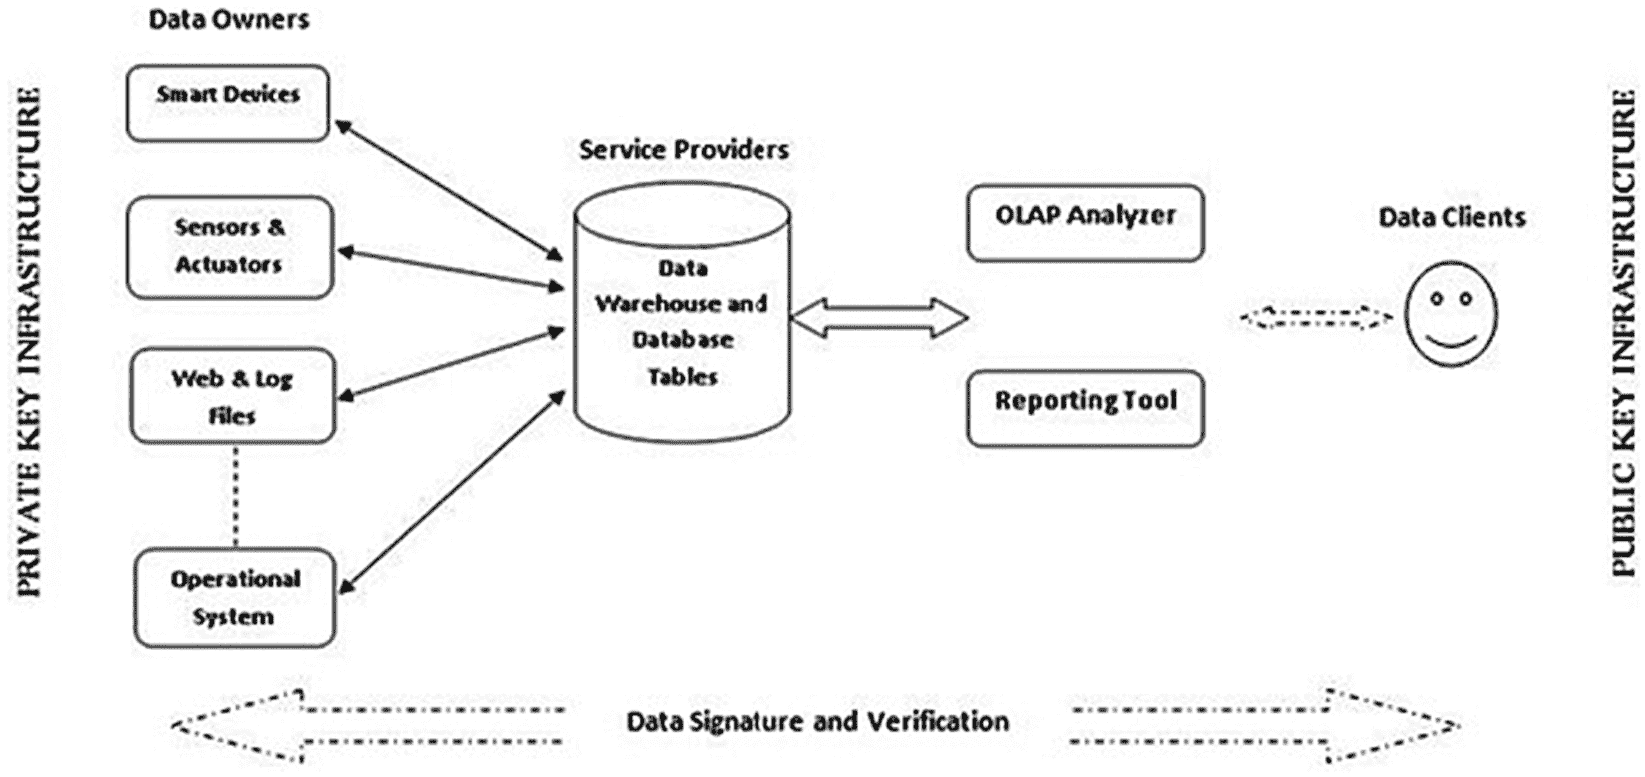 Data Owners
PRIVATE KEY INFRASTRUCTURE
Smart Devices
Sensors &
Actuators
Web & Log
Files
Operational
System
Service Providers
Data
Warehouse and
Database
Tables
OLAP Analyzer
Reporting Tool
Data Clients
PUBLIC KEY INFRASTRUCTURE
Data Signature and Verification